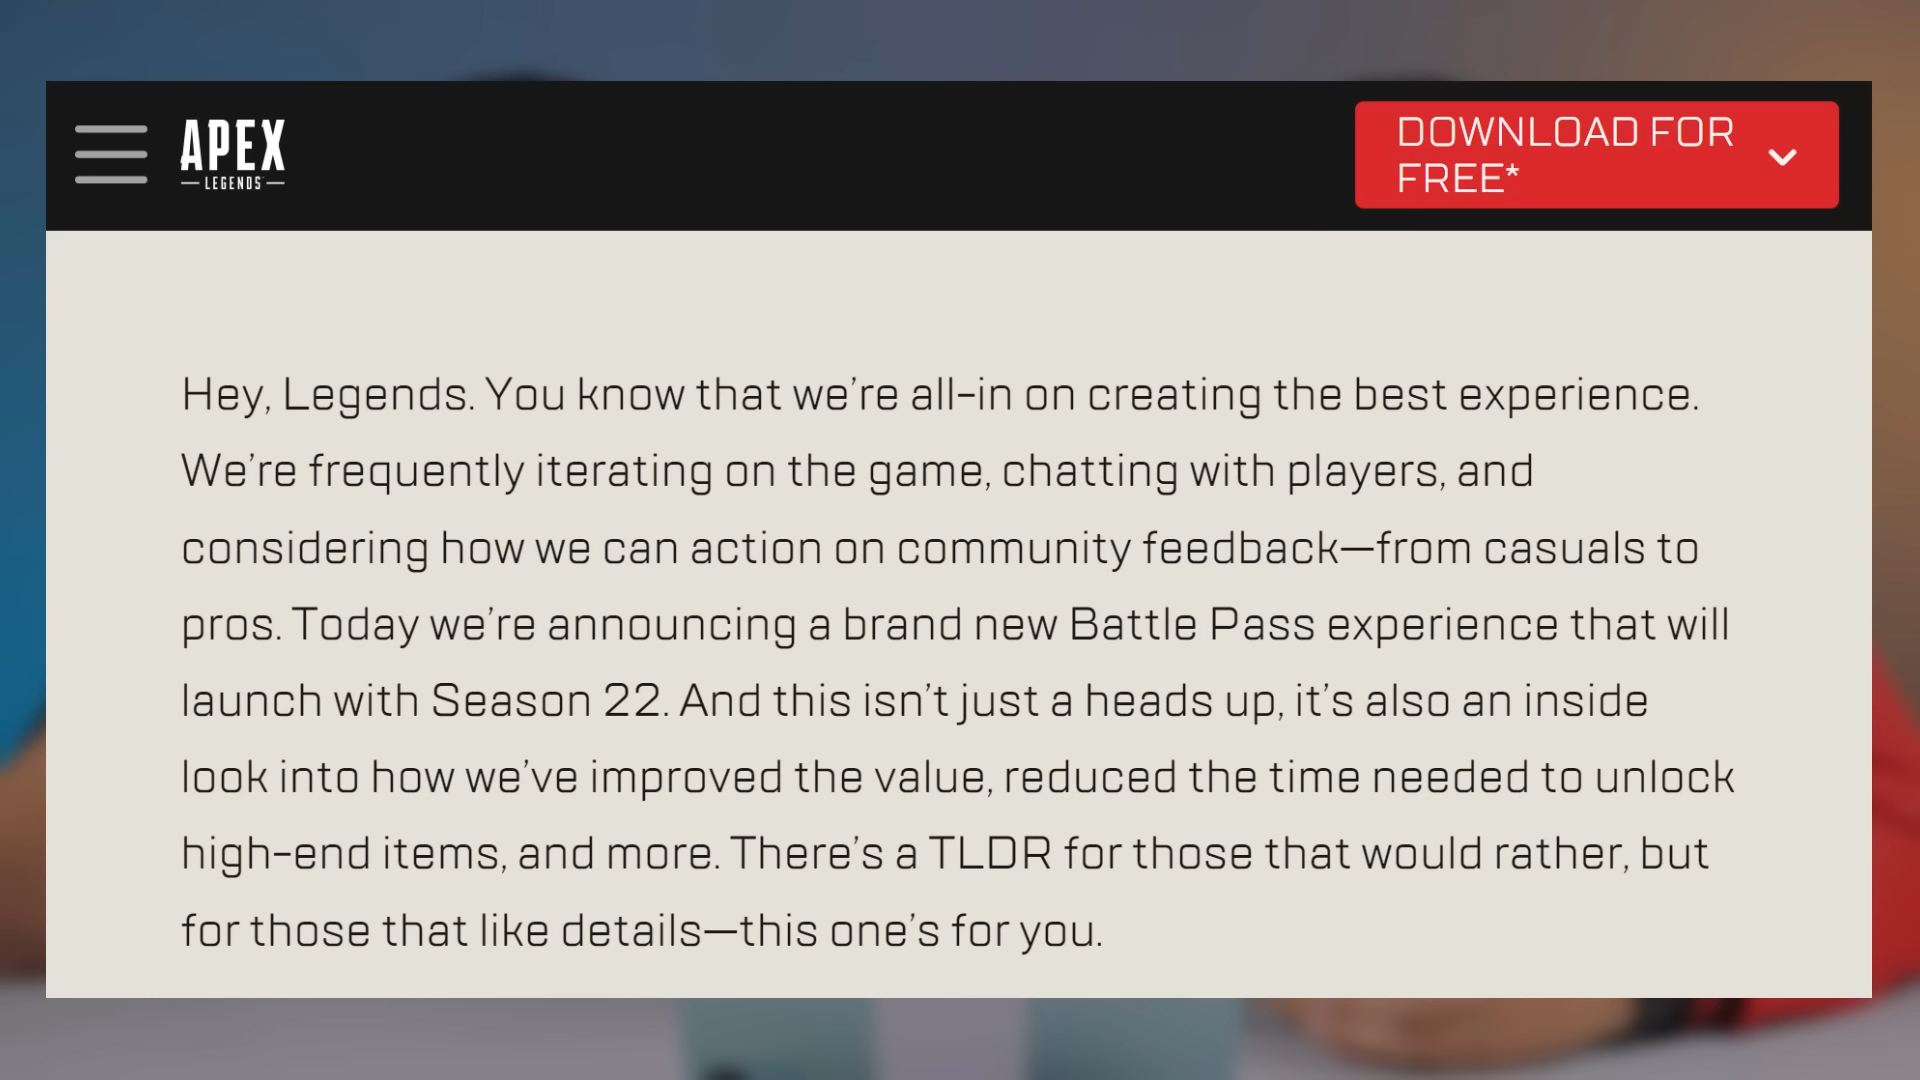 APEX
LEGENDS
DOWNLOAD FOR
FREE*
Hey, Legends. You know that we’re all-in on creating the best experience.
We’re frequently iterating on the game, chatting with players, and
considering how we can action on community feedback—from casuals to
pros. Today we’re announcing a brand new Battle Pass experience that will
launch with Season 22. And this isn’t just a heads up, it’s also an inside
look into how we’ve improved the value, reduced the time needed to unlock
high-end items, and more. There’s a TLDR for those that would rather, but
for those that like details—this one’s for you.